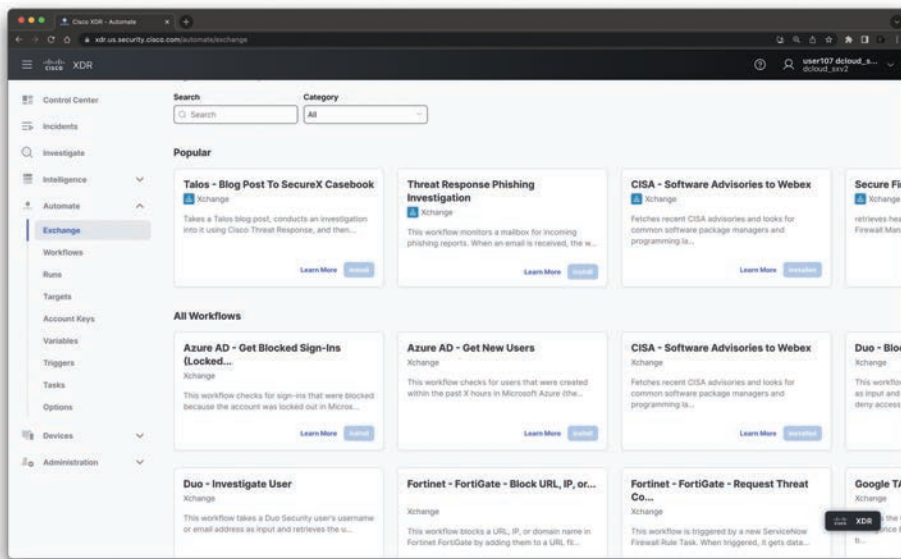 Cisco XDR - Automate
xdr.us.security.cisco.com/automate/exchange
CISCO XDR
user107 dcloud_s...
dcloud_sxv2
Control Center
Incidents
Investigate
Intelligence
Automate
Exchange
Workflows
Runs
Targets
Account Keys
Variables
Triggers
Tasks
Options
Devices
Administration
Search Category
Search All
Popular
Talos - Blog Post To SecureX Casebook
Xchange
Takes a Talos blog post, conducts an investigation
into it using Cisco Threat Response, and then...
Learn More Install
Threat Response Phishing
Investigation
Xchange
This workflow monitors a mailbox for incoming
phishing reports. When an email is received, the w...
Learn More Install
CISA - Software Advisories to Webex
Xchange
Fetches recent CISA advisories and looks for
common software package managers and
programming la...
Learn More Installed
Secure Fi
Xchange
retrieves hea
Firewall Man
All Workflows
Azure AD - Get Blocked Sign-Ins
(Locked...
Xchange
This workflow checks for sign-ins that were blocked
because the account was locked out in Micros...
Learn More Install
Azure AD - Get New Users
Xchange
This workflow checks for users that were created
within the past X hours in Microsoft Azure (the...
Learn More Install
CISA - Software Advisories to Webex
Xchange
Fetches recent CISA advisories and looks for
common software package managers and
programming la...
Learn More Installed
Duo - Bloc
Xchange
This workflo
as input and
deny access
Duo - Investigate User
Xchange
This workflow takes a Duo Security user's username
or email address as input and retrieves the u...
Fortinet - FortiGate - Block URL, IP, or...
Xchange
This workflow blocks a URL, IP, or domain name in
Fortinet FortiGate by adding them to a URL fil...
Fortinet - FortiGate - Request Threat
Co...
Xchange
This workflow is triggered by a new ServiceNow
Firewall Rule Task. When triggered, it gets data...
Google TA
Xchange
CISCO XDR